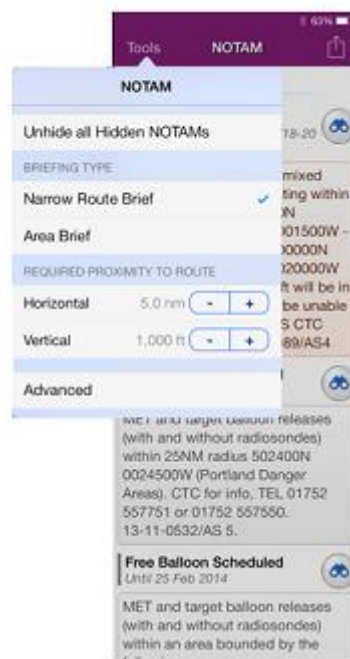 63%
Tools NOTAM
NOTAM
Unhide all Hidden NOTAMs
18-20
BRIEFING TYPE
mixed
Narrow Route Brief
ting within
001500W -
Area Brief
00000N
020000W
REQUIRED PROXIMITY TO ROUTE
ft will be in
Horizontal 5.0 nm - +
be unable
S CTC
Vertical 1,000 ft - +
89/AS4
Advanced
MET and target balloon releases
(with and without radiosondes)
within 25NM radius 502400N
0024500W (Portland Danger
Areas). CTC for info, TEL 01752
557751 or 01752 557550.
13-11-0532/AS 5.
Free Balloon Scheduled
Until 25 Feb 2014
MET and target balloon releases
(with and without radiosondes)
within an area bounded by the